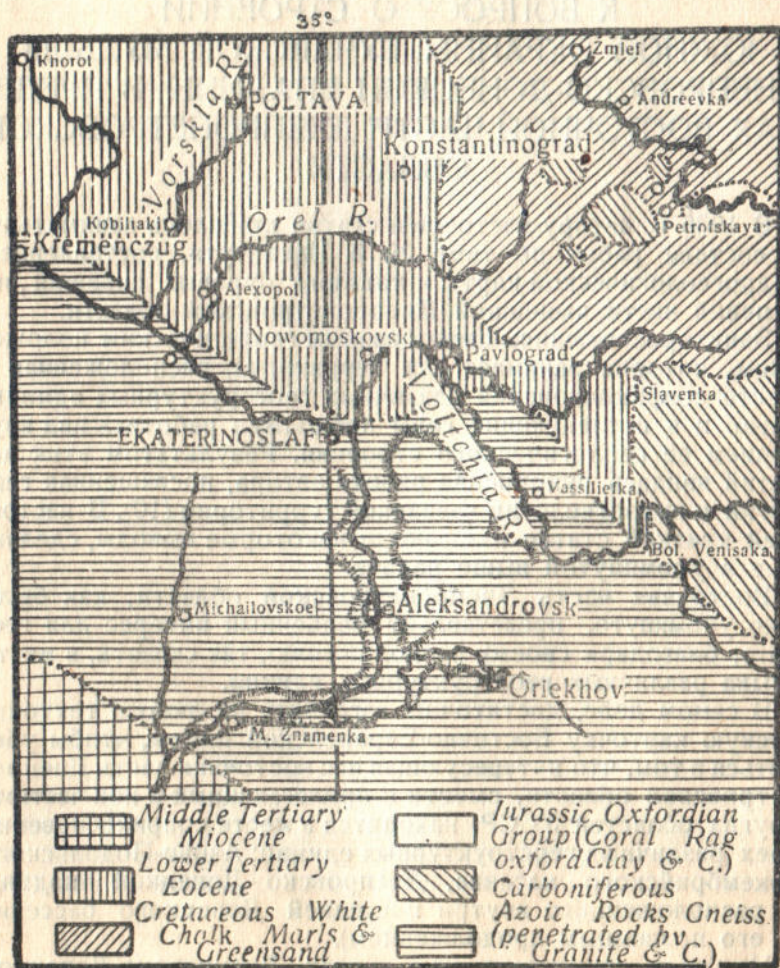 35°
Khorol
Zmief
Vorskla R.
POLTAVA
Andreevka
Konstantinograd
Kobiliaki
Orel R.
Petrofskaya
Kremenczug
Alexopol
Nowomoskovsk
Pavlograd
Slavenka
EKATERINOSLAF
Voltchia R.
Vassiliefka
Bol. Venisaka
Michailovskoe
Aleksandrovsk
Oriekhov
M. Znamenka
Middle Tertiary
Miocene
Lower Tertiary
Eocene
Cretaceous White
Chalk Marls &
Greensand
Jurassic Oxfordian
Group (Coral Rag
oxford Clay & C.)
Carboniferous
Azoic Rocks Gneiss
(penetrated by
Granite & C.)